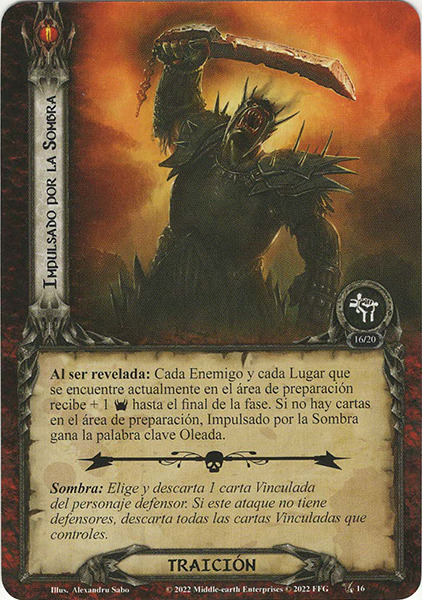 IMPULSADO POR LA SOMBRA
16/20
Al ser revelada: Cada Enemigo y cada Lugar que
se encuentre actualmente en el área de preparación
recibe + 1 hasta el final de la fase. Si no hay cartas
en el área de preparación, Impulsado por la Sombra
gana la palabra clave Oleada.
Sombra: Elige y descarta 1 carta Vinculada
del personaje defensor. Si este ataque no tiene
defensores, descarta todas las cartas Vinculadas que
controles.
TRAICIÓN
Illus. Alexandru Sabo © 2022 Middle-earth Enterprises © 2022 FFG 16